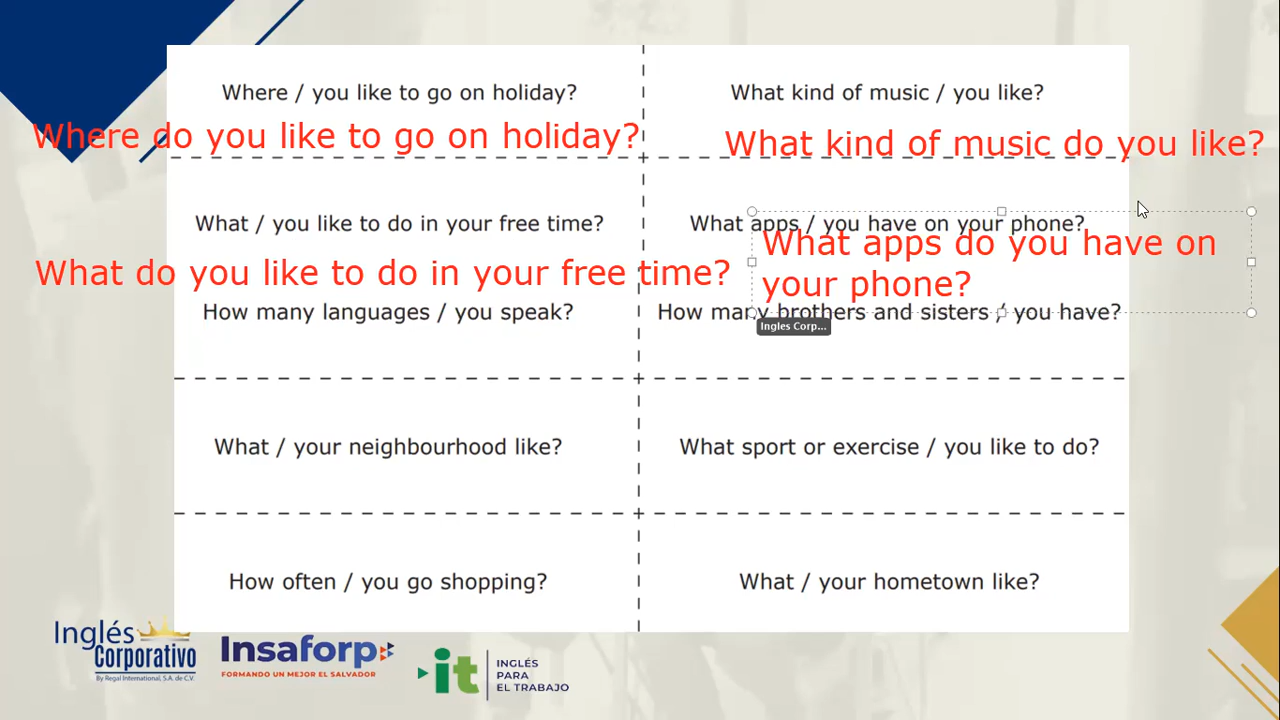 Where / you like to go on holiday?
What kind of music / you like?
Where do you like to go on holiday?
What kind of music do you like?
What / you like to do in your free time?
What apps / you have on your phone?
What do you like to do in your free time?
What apps do you have on
your phone?
How many languages / you speak?
How many brothers and sisters / you have?
Ingles Corp...
What / your neighbourhood like?
What sport or exercise / you like to do?
How often / you go shopping?
What / your hometown like?
Inglés
Corporativo
By Regal International, S.A. de C.V.
Insaforp
FORMANDO UN MEJOR EL SALVADOR
it
INGLÉS
PARA
EL TRABAJO